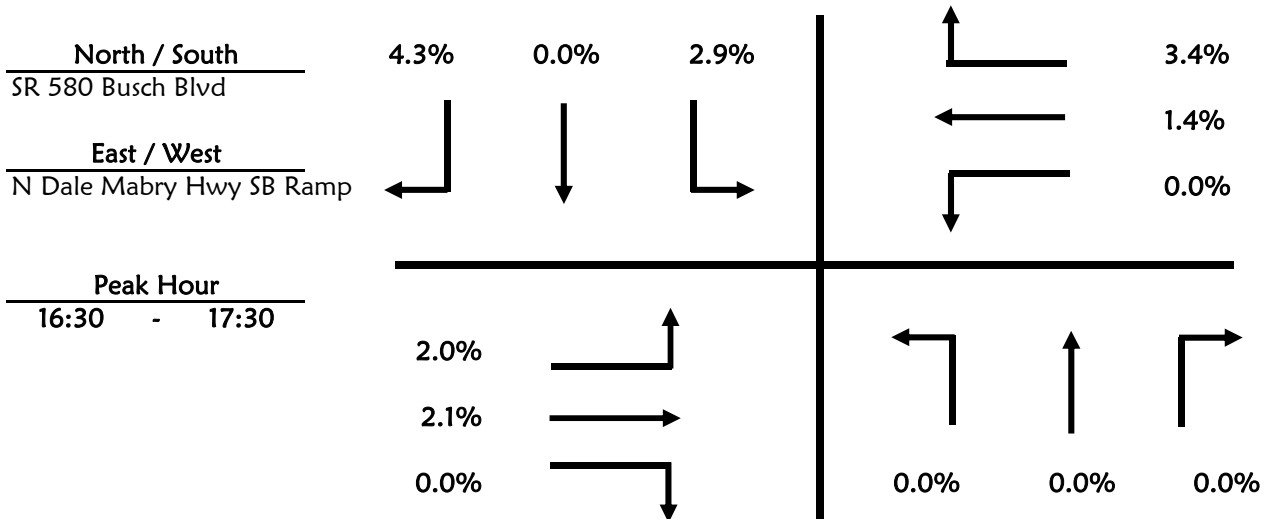 North / South
SR 580 Busch Blvd
East / West
N Dale Mabry Hwy SB Ramp
Peak Hour
16:30 - 17:30
4.3% 0.0% 2.9%
3.4%
1.4%
0.0%
2.0%
2.1%
0.0%
0.0% 0.0% 0.0%